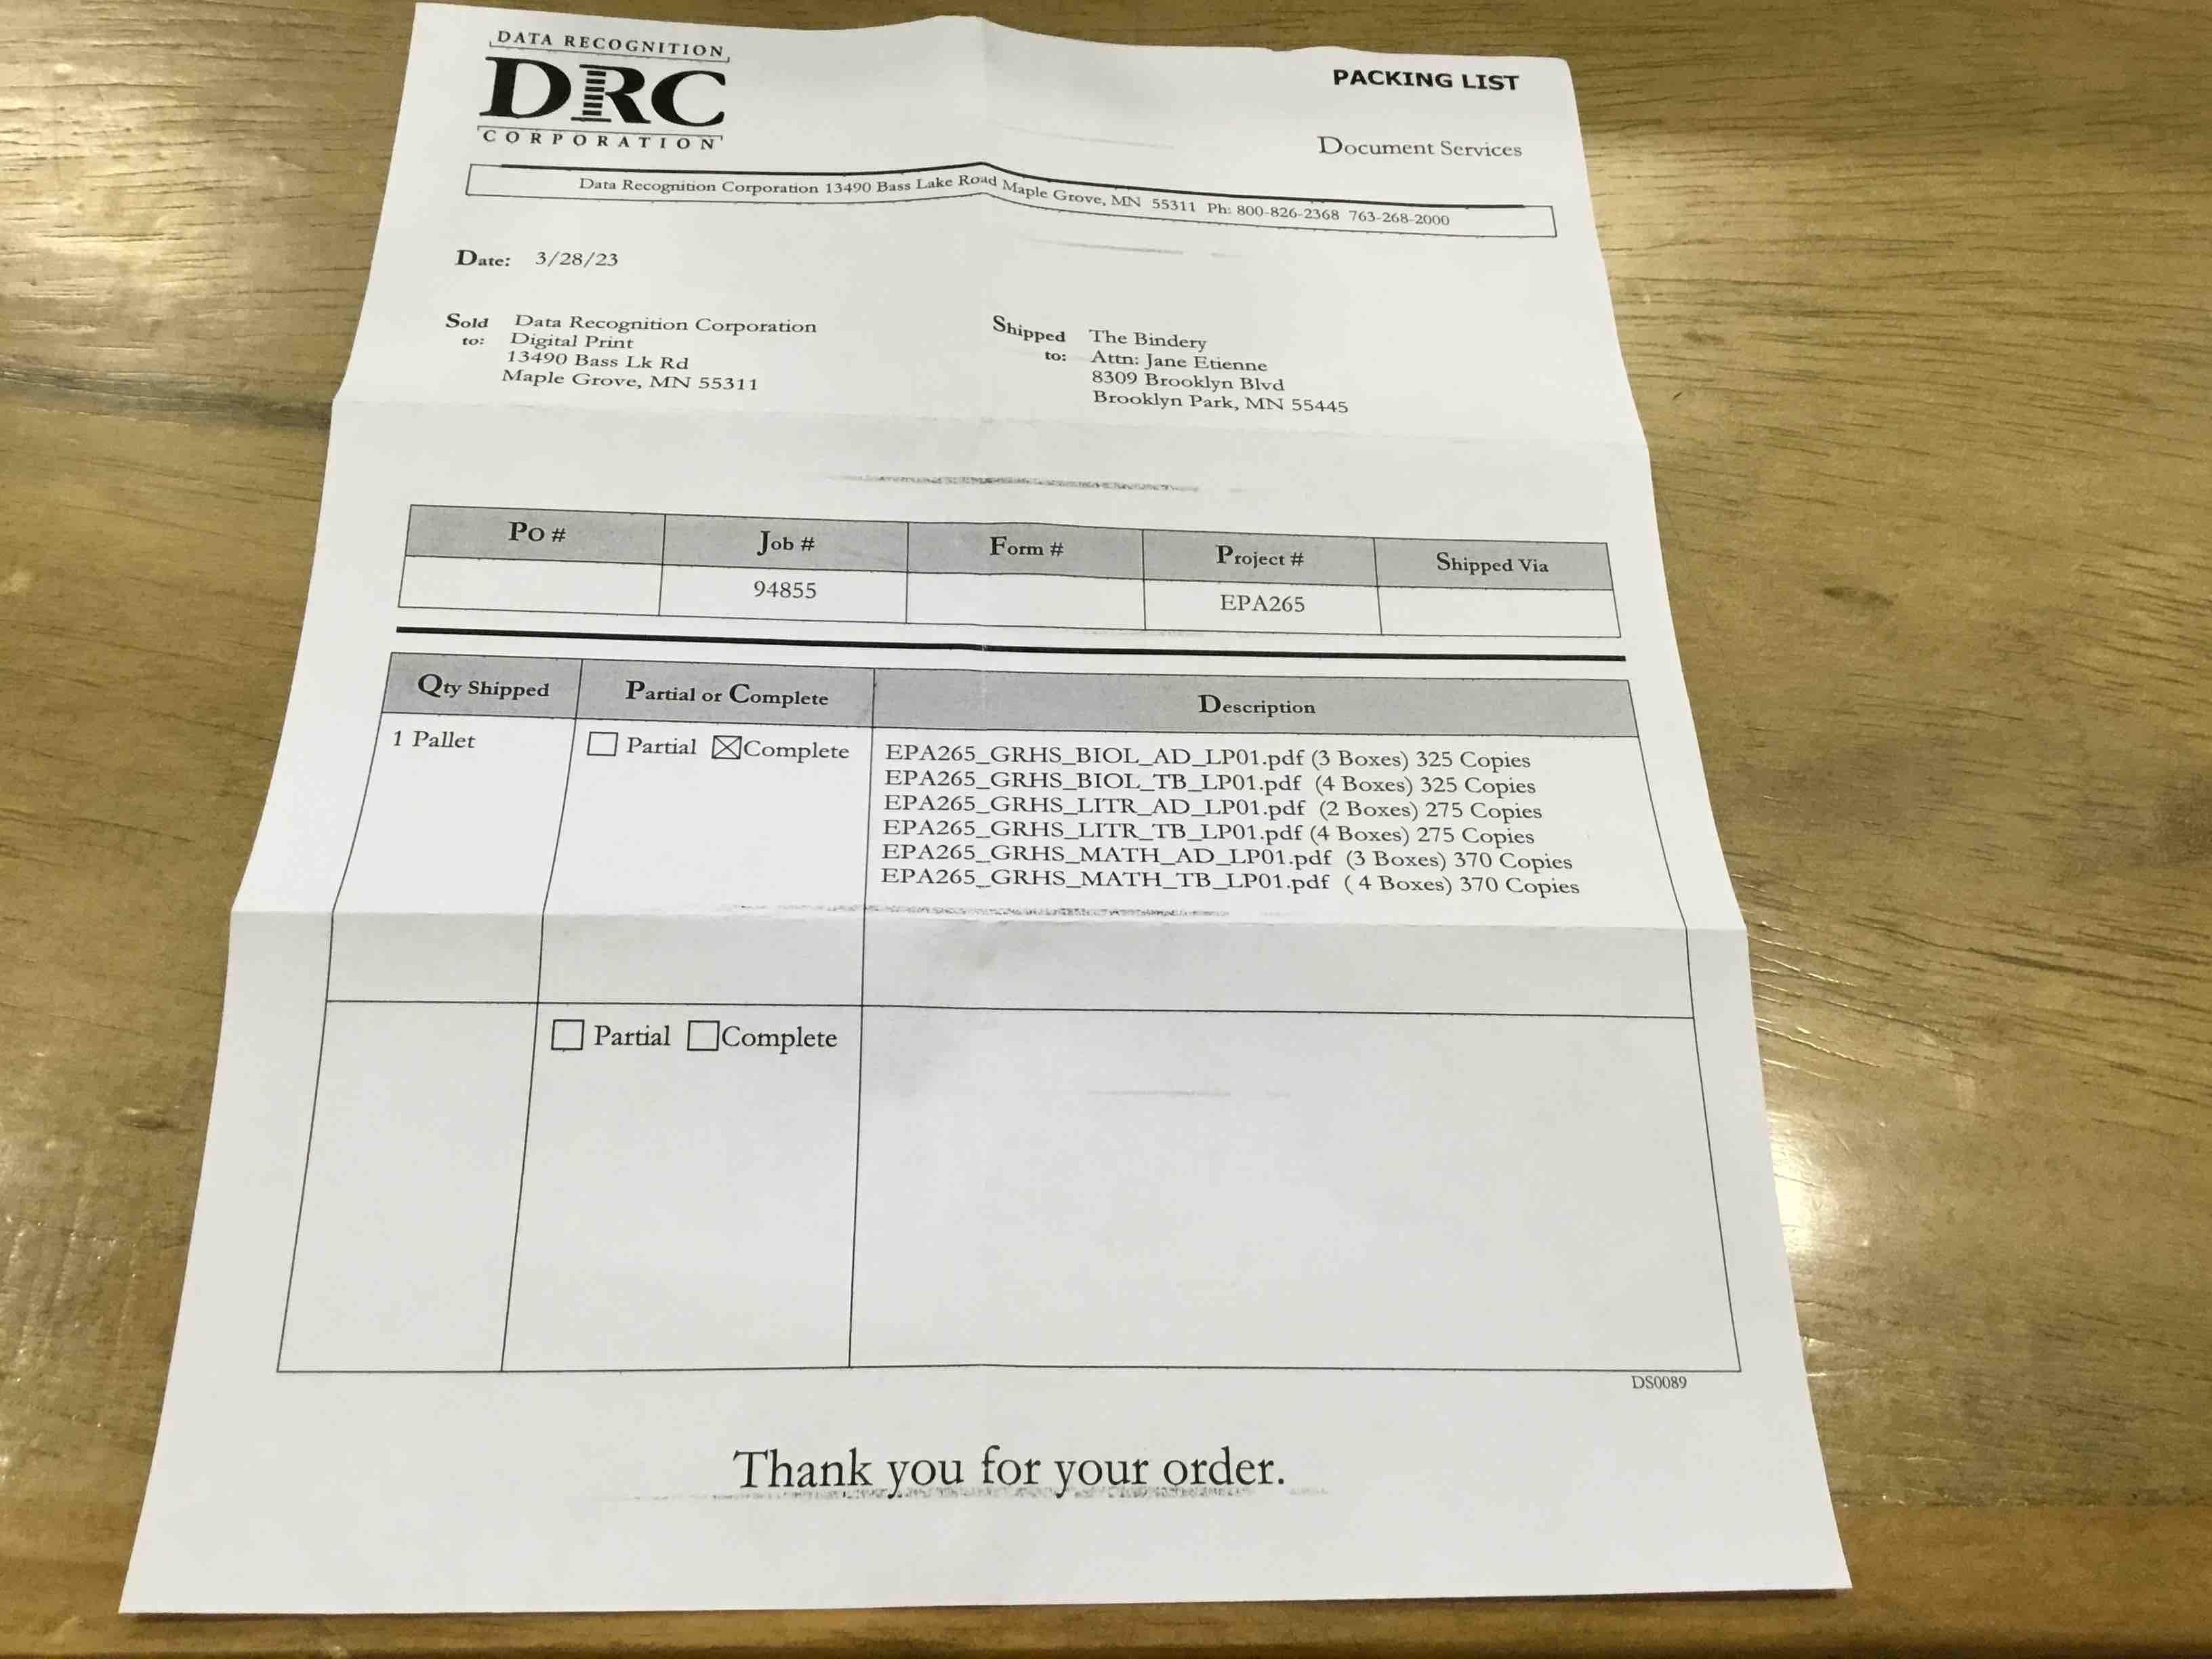 DATA RECOGNITION
DRC
CORPORATION
PACKING LIST
Document Services
Data Recognition Corporation 13490 Bass Lake Road Maple Grove, MN 55311 Ph: 800-826-2368 763-268-2000
Date: 3/28/23
Sold to:
Data Recognition Corporation
Digital Print
13490 Bass Lk Rd
Maple Grove, MN 55311
Shipped to:
The Bindery
Attn: Jane Etienne
8309 Brooklyn Blvd
Brooklyn Park, MN 55445
Po # Job # Form # Project # Shipped Via
94855 EPA265
Qty Shipped Partial or Complete Description
1 Pallet Partial Complete
EPA265_GRHS_BIOL_AD_LP01.pdf (3 Boxes) 325 Copies
EPA265_GRHS_BIOL_TB_LP01.pdf (4 Boxes) 325 Copies
EPA265_GRHS_LITR_AD_LP01.pdf (2 Boxes) 275 Copies
EPA265_GRHS_LITR_TB_LP01.pdf (4 Boxes) 275 Copies
EPA265_GRHS_MATH_AD_LP01.pdf (3 Boxes) 370 Copies
EPA265_GRHS_MATH_TB_LP01.pdf ( 4 Boxes) 370 Copies
Partial Complete
DS0089
Thank you for your order.